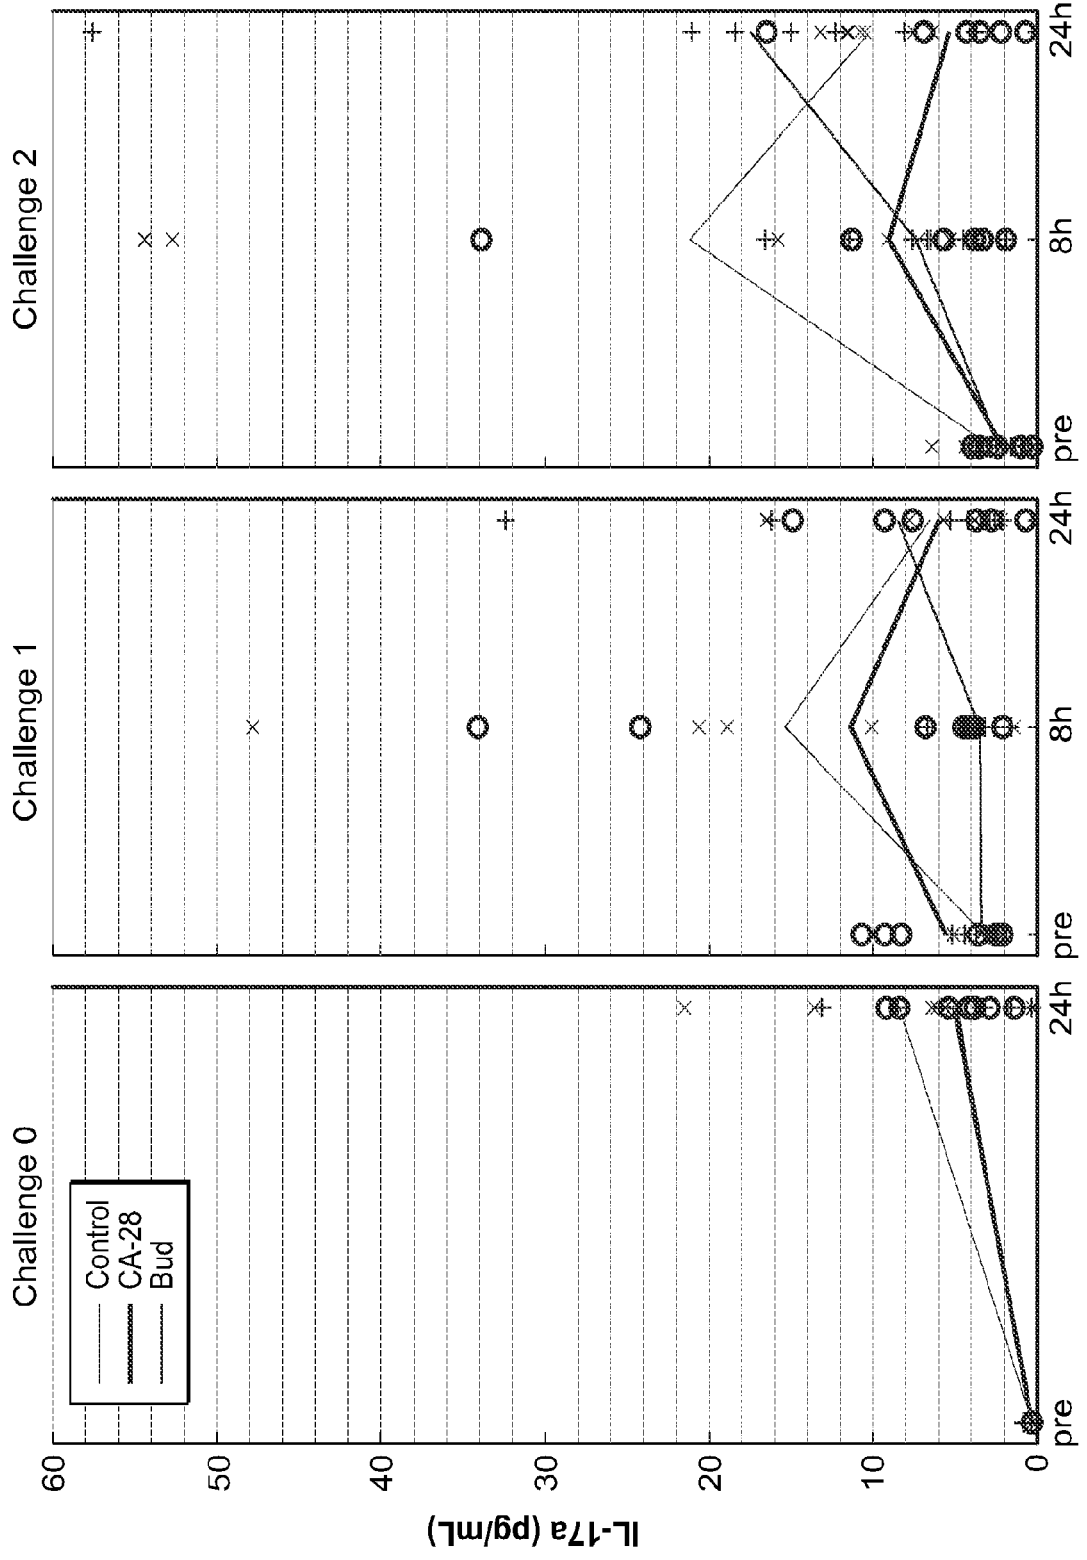 Challenge 0
Challenge 1
Challenge 2
Control
CA-28
Bud
IL-17a (pg/mL)
60
50
40
30
20
10
0
pre
24h
pre
8h
24h
pre
8h
24h